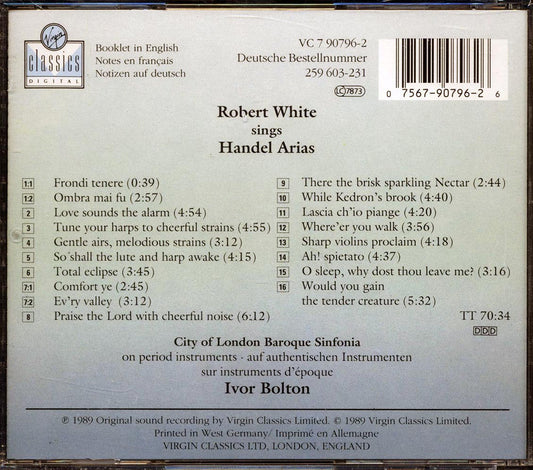 Virgin
classics
DIGITAL
Booklet in English
Notes en français
Notizen auf deutsch
VC 7 90796-2
Deutsche Bestellnummer
259 603-231
LC 7873
0 7567-90796-2 6
Robert White
sings
Handel Arias
1:1 Frondi tenere (0:39)
1:2 Ombra mai fu (2:57)
2 Love sounds the alarm (4:54)
3 Tune your harps to cheerful strains (4:55)
4 Gentle airs, melodious strains (3:12)
5 So shall the lute and harp awake (4:15)
6 Total eclipse (3:45)
7:1 Comfort ye (2:45)
7:2 Ev'ry valley (3:12)
8 Praise the Lord with cheerful noise (6:12)
9 There the brisk sparkling Nectar (2:44)
10 While Kedron's brook (4:40)
11 Lascia ch'io piange (4:20)
12 Where'er you walk (3:56)
13 Sharp violins proclaim (4:18)
14 Ah! spietato (4:37)
15 O sleep, why dost thou leave me? (3:16)
16 Would you gain
the tender creature (5:32)
TT 70:34
DDD
City of London Baroque Sinfonia
on period instruments · auf authentischen Instrumenten
sur instruments d'époque
Ivor Bolton
℗ 1989 Original sound recording by Virgin Classics Limited. © 1989 Virgin Classics Limited.
Printed in West Germany/ Imprimé en Allemagne
VIRGIN CLASSICS LTD, LONDON, ENGLAND